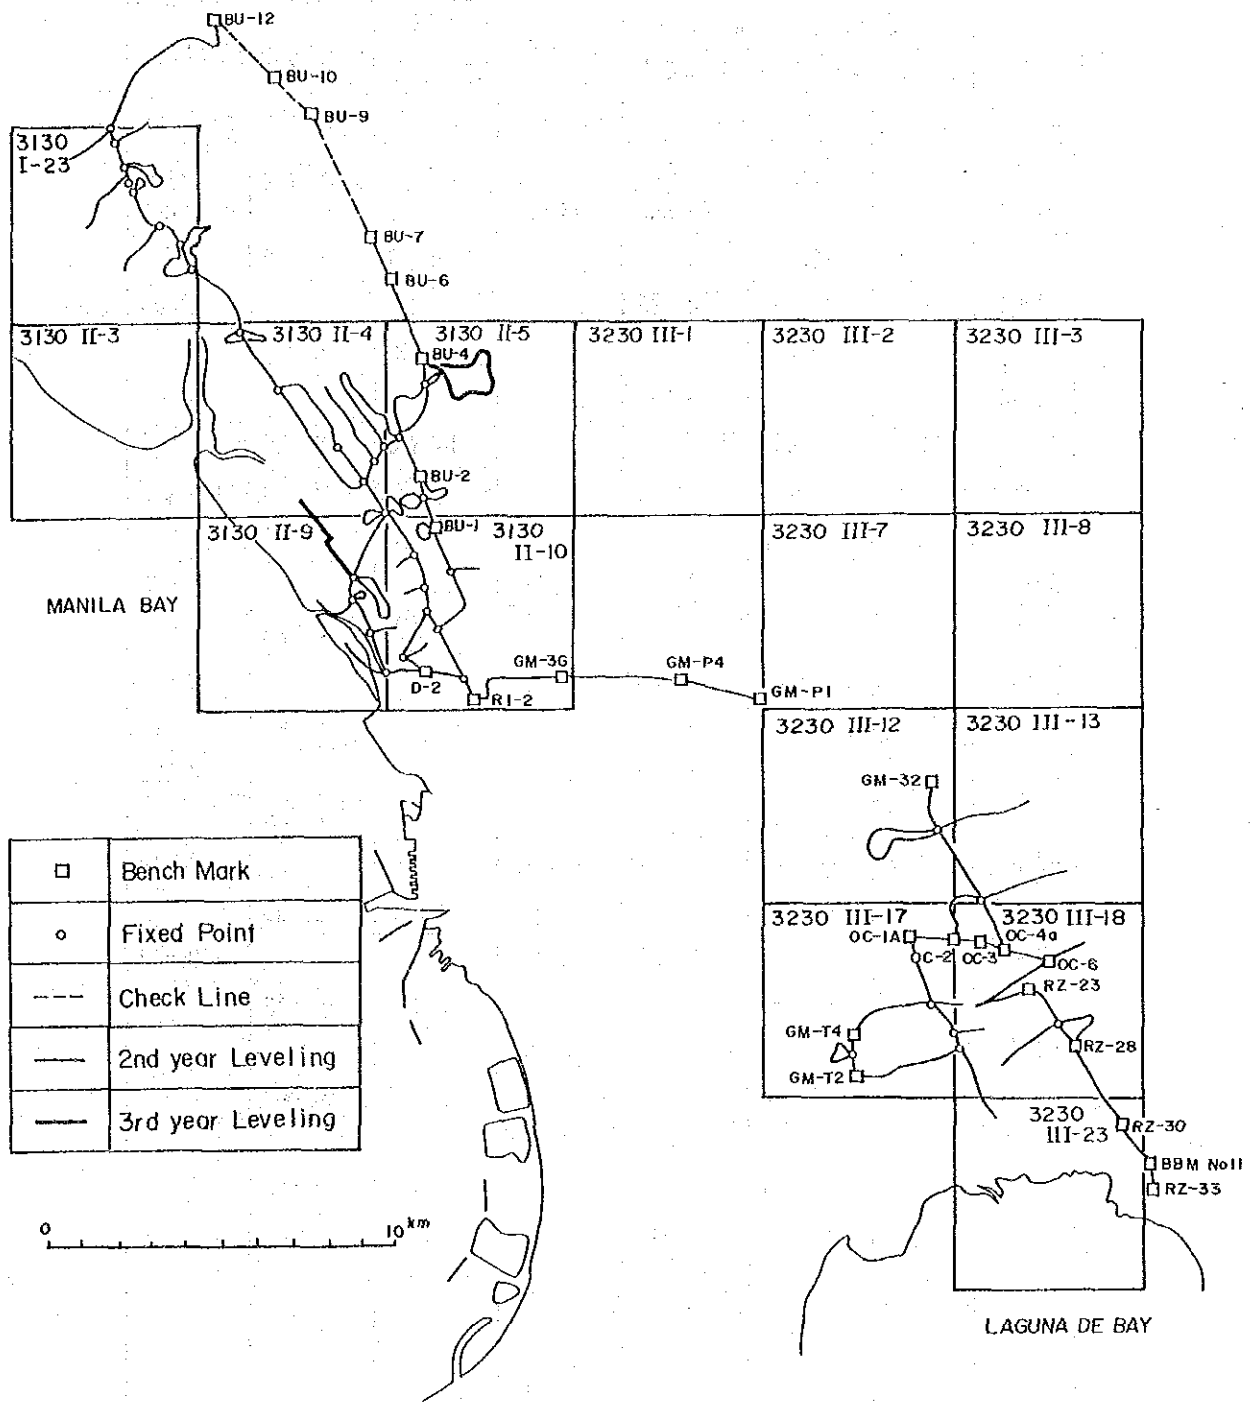 BU-12
BU-10
BU-9
3130
I-23
BU-7
BU-6
3130 II-3
3130 II-4
3130 II-5
3230 III-1
3230 III-2
3230 III-3
BU-4
BU-2
3130 II-9
BU-1
3130
II-10
3230 III-7
3230 III-8
MANILA BAY
GM-3G
GM-P4
D-2
R1-2
GM-P1
3230 III-12
3230 III-13
GM-32
Bench Mark
Fixed Point
Check Line
2nd year Leveling
3rd year Leveling
3230 III-17
3230 III-18
OC-1A
OC-2
OC-3
OC-4a
OC-6
RZ-23
GM-T4
RZ-28
GM-T2
3230
III-23
RZ-30
BBM No11
RZ-33
0
10 km
LAGUNA DE BAY